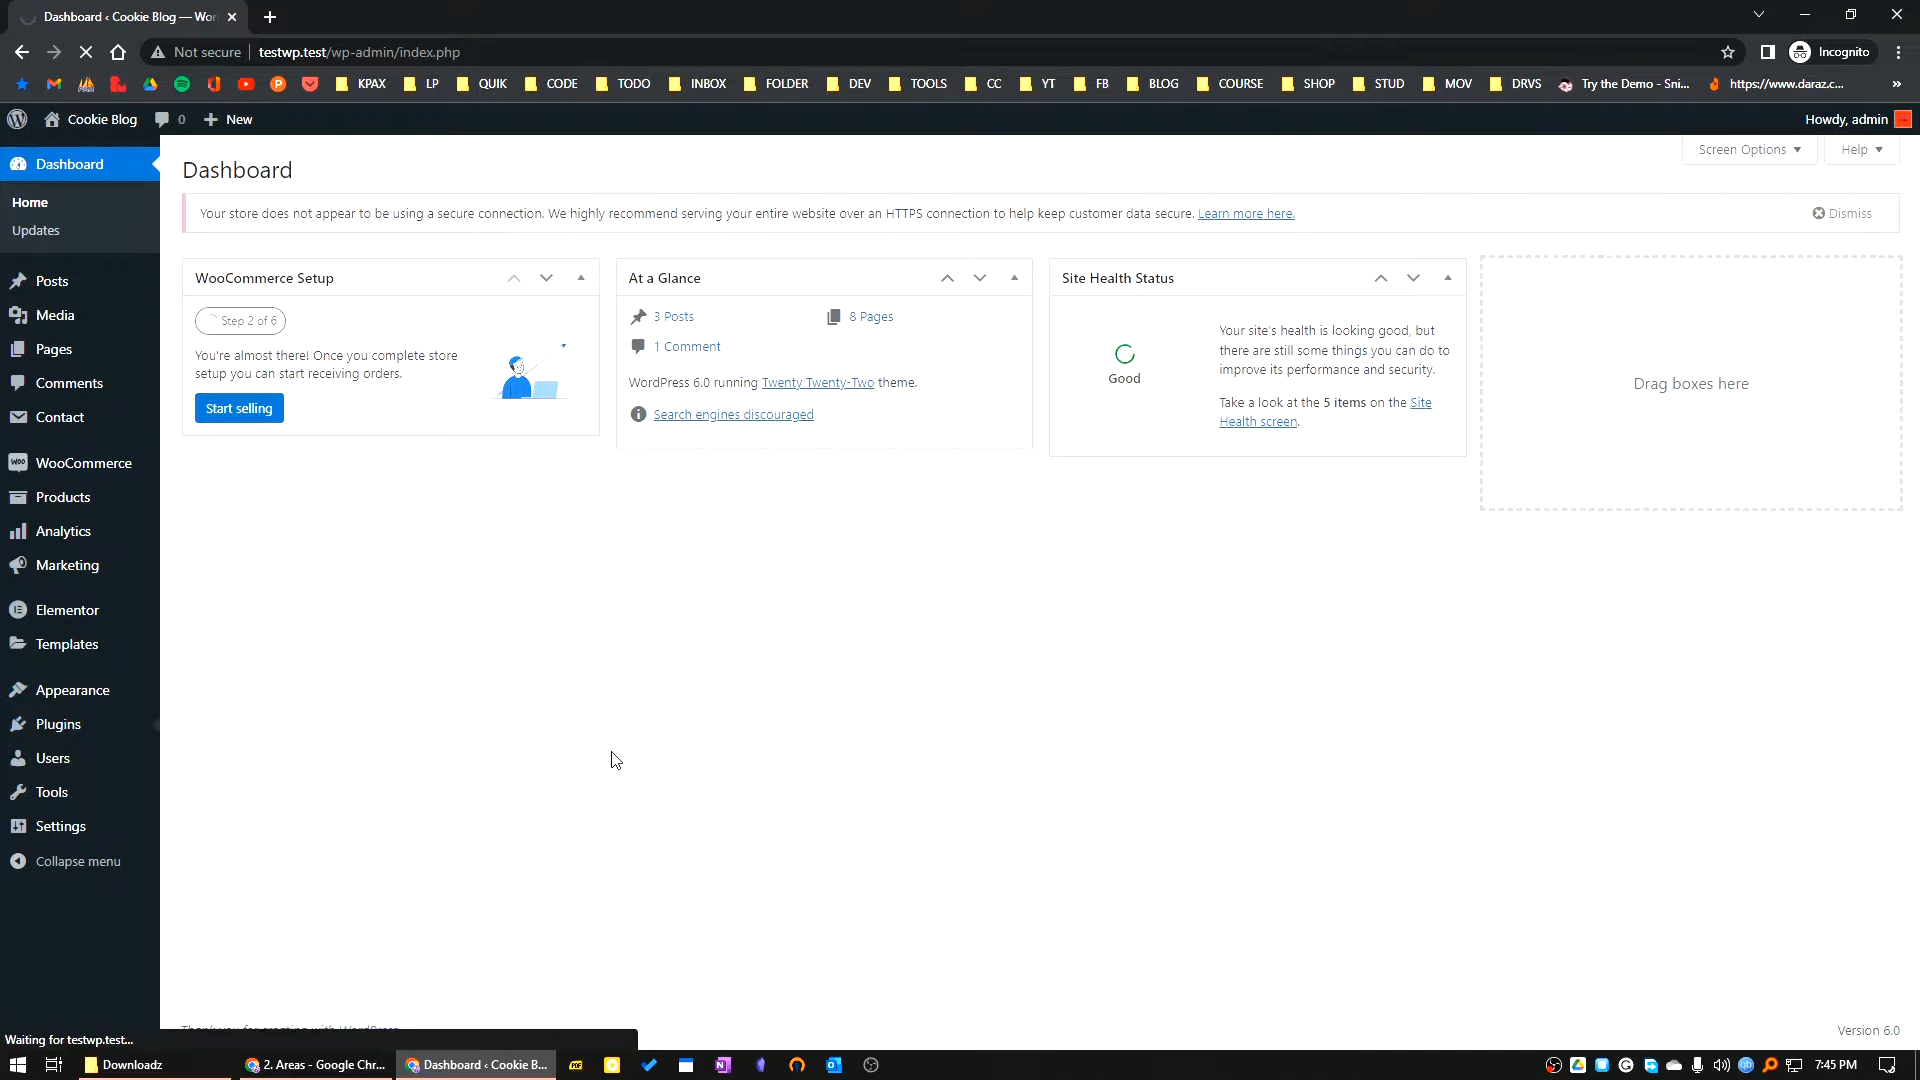 Dashboard ‹ Cookie Blog — Wor
Not secure
testwp.test/wp-admin/index.php
Incognito
KPAX
LP
QUIK
CODE
TODO
INBOX
FOLDER
DEV
TOOLS
CC
YT
FB
BLOG
COURSE
SHOP
STUD
MOV
DRVS
Try the Demo - Sni...
https://www.daraz.c...
»
Cookie Blog
0
New
Howdy, admin
Dashboard
Home
Updates
Posts
Media
Pages
Comments
Contact
WooCommerce
Products
Analytics
Marketing
Elementor
Templates
Appearance
Plugins
Users
Tools
Settings
Collapse menu
Dashboard
Screen Options
Help
Your store does not appear to be using a secure connection. We highly recommend serving your entire website over an HTTPS connection to help keep customer data secure. Learn more here.
Dismiss
WooCommerce Setup
Step 2 of 6
You're almost there! Once you complete store
setup you can start receiving orders.
Start selling
At a Glance
3 Posts
8 Pages
1 Comment
WordPress 6.0 running Twenty Twenty-Two theme.
Search engines discouraged
Site Health Status
Good
Your site's health is looking good, but
there are still some things you can do to
improve its performance and security.
Take a look at the 5 items on the Site
Health screen.
Drag boxes here
Thank you for creating with WordPress.
Version 6.0
Waiting for testwp.test...
Downloadz
2. Areas - Google Chr...
Dashboard ‹ Cookie B...
7:45 PM